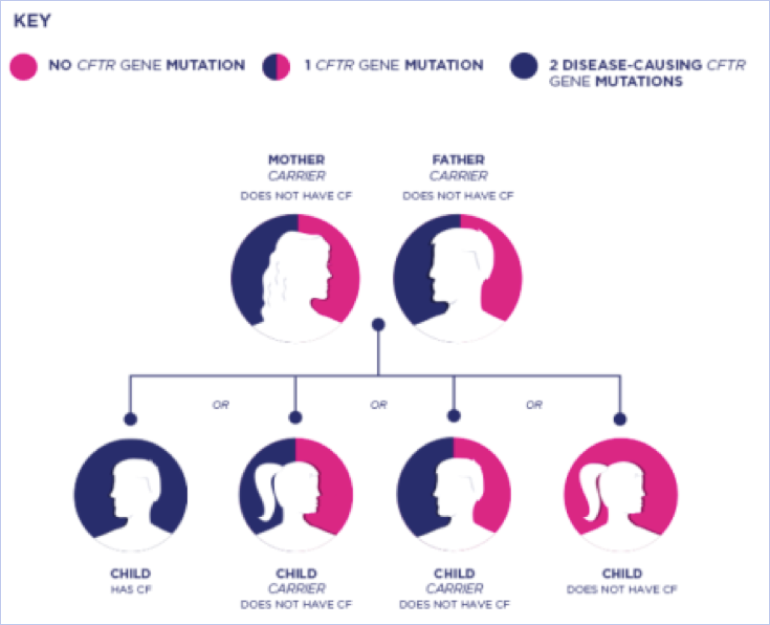 KEY
NO CFTR GENE MUTATION
1 CFTR GENE MUTATION
2 DISEASE-CAUSING CFTR
GENE MUTATIONS
MOTHER
CARRIER
DOES NOT HAVE CF
FATHER
CARRIER
DOES NOT HAVE CF
OR
OR
OR
CHILD
HAS CF
CHILD
CARRIER
DOES NOT HAVE CF
CHILD
CARRIER
DOES NOT HAVE CF
CHILD
DOES NOT HAVE CF